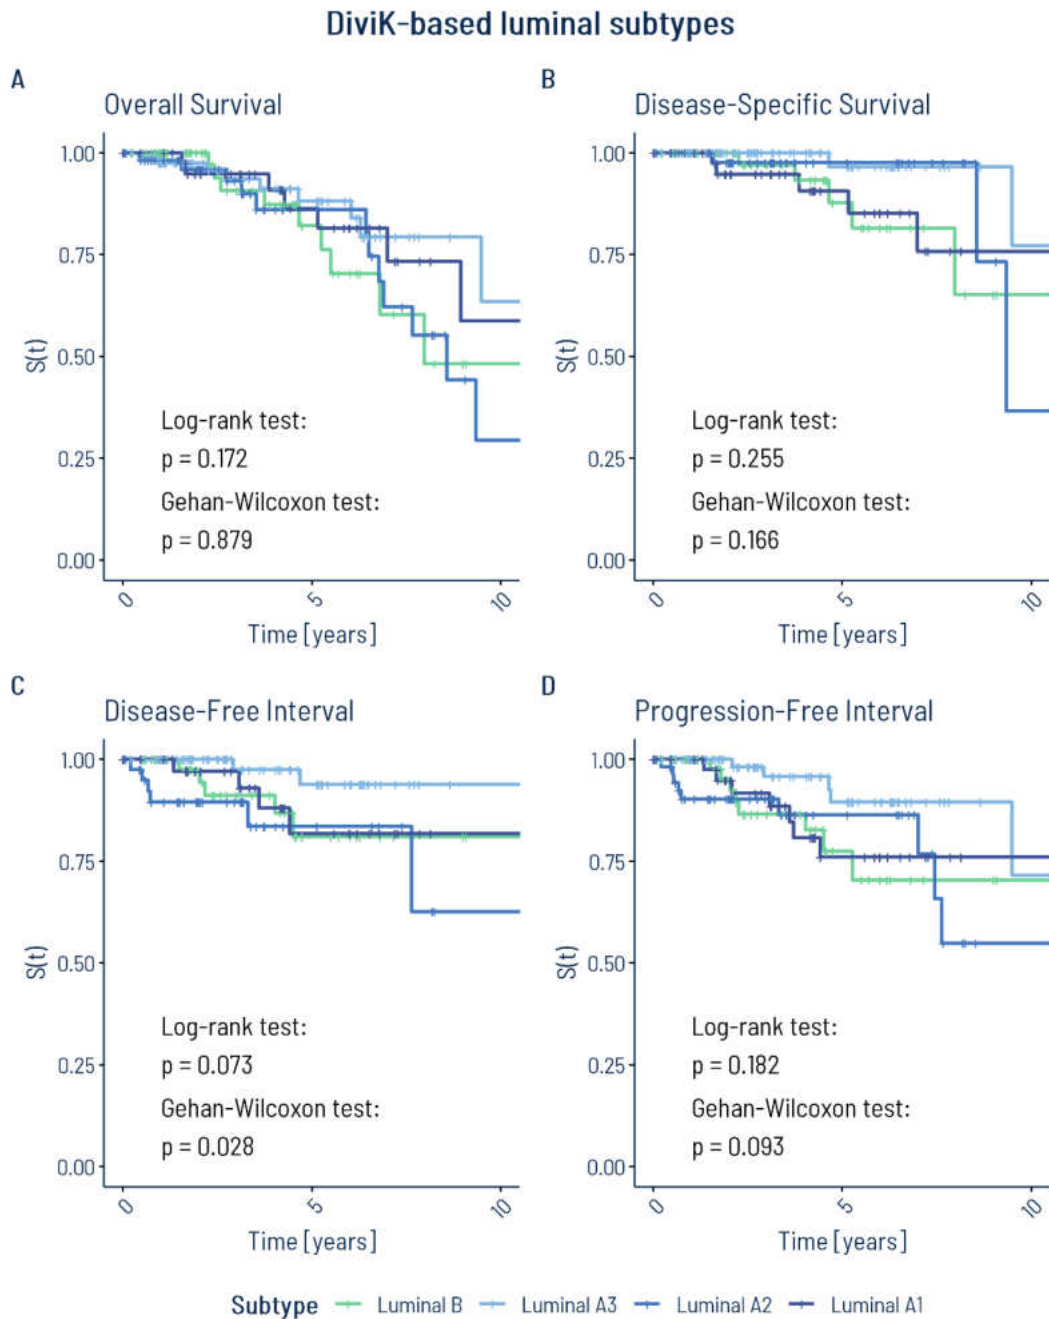 DiviK-based luminal subtypes
A
Overall Survival
1.00
0.75
0.50
0.25
0.00
S(t)
Log-rank test:
p = 0.172
Gehan-Wilcoxon test:
p = 0.879
0
5
10
Time [years]
B
Disease-Specific Survival
1.00
0.75
0.50
0.25
0.00
S(t)
Log-rank test:
p = 0.255
Gehan-Wilcoxon test:
p = 0.166
0
5
10
Time [years]
C
Disease-Free Interval
1.00
0.75
0.50
0.25
0.00
S(t)
Log-rank test:
p = 0.073
Gehan-Wilcoxon test:
p = 0.028
0
5
10
Time [years]
D
Progression-Free Interval
1.00
0.75
0.50
0.25
0.00
S(t)
Log-rank test:
p = 0.182
Gehan-Wilcoxon test:
p = 0.093
0
5
10
Time [years]
Subtype Luminal B Luminal A3 Luminal A2 Luminal A1